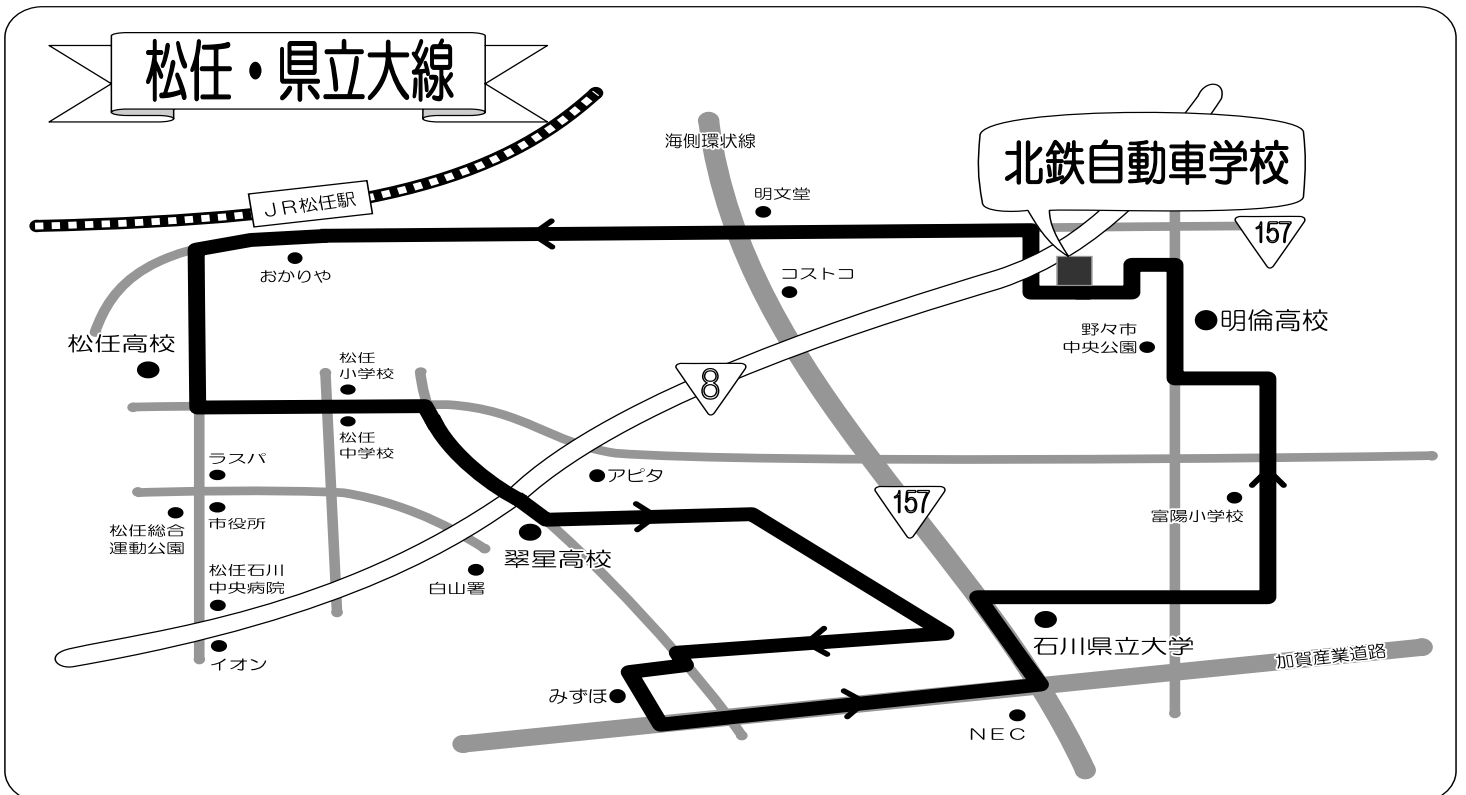 松任・県立大線
海側環状線
北鉄自動車学校
JR松任駅
明文堂
157
おかりや
コストコ
松任高校
明倫高校
野々市
中央公園
松任
小学校
8
松任
中学校
ラスパ
アピタ
157
市役所
松任総合
運動公園
富陽小学校
翠星高校
松任石川
中央病院
白山署
イオン
石川県立大学
加賀産業道路
みずほ
NEC